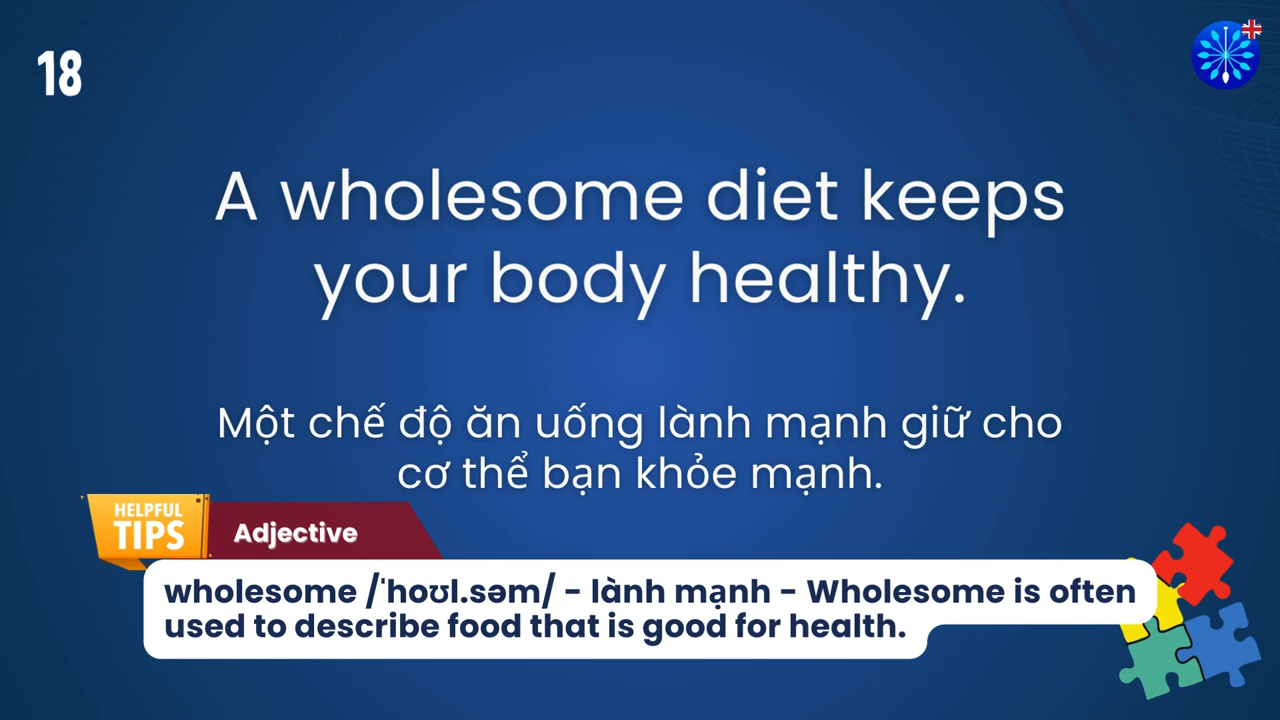 18
A wholesome diet keeps
your body healthy.
Một chế độ ăn uống lành mạnh giữ cho
cơ thể bạn khỏe mạnh.
HELPFUL
TIPS
Adjective
wholesome /ˈhoʊl.səm/ - lành mạnh - Wholesome is often
used to describe food that is good for health.